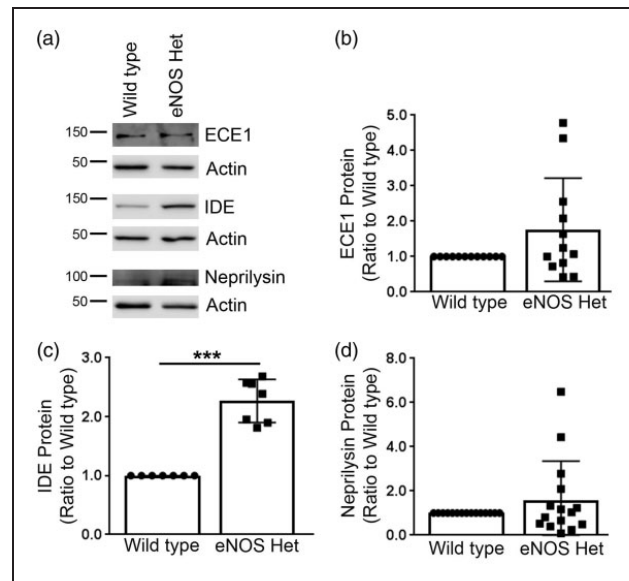 (a)
Wild type
eNOS Het
150
ECE1
50
Actin
150
IDE
50
Actin
100
Neprilysin
50
Actin
(b)
ECE1 Protein
(Ratio to Wild type)
5.0
4.0
3.0
2.0
1.0
0.0
Wild type
eNOS Het
(c)
IDE Protein
(Ratio to Wild type)
3.0
2.0
1.0
0.0
***
Wild type
eNOS Het
(d)
Neprilysin Protein
(Ratio to Wild type)
8.0
6.0
4.0
2.0
0.0
Wild type
eNOS Het